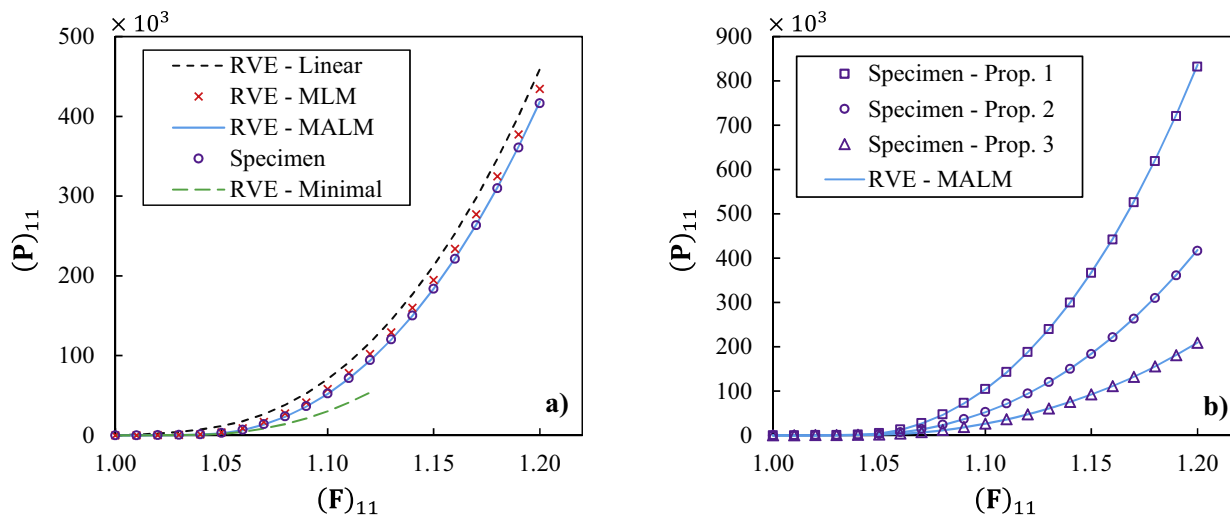 × 10³
500
400
300
200
100
0
(P)₁₁
RVE - Linear
RVE - MLM
RVE - MALM
Specimen
RVE - Minimal
a)
1.00 1.05 1.10 1.15 1.20
(F)₁₁
× 10³
900
800
700
600
500
400
300
200
100
0
(P)₁₁
Specimen - Prop. 1
Specimen - Prop. 2
Specimen - Prop. 3
RVE - MALM
b)
1.00 1.05 1.10 1.15 1.20
(F)₁₁